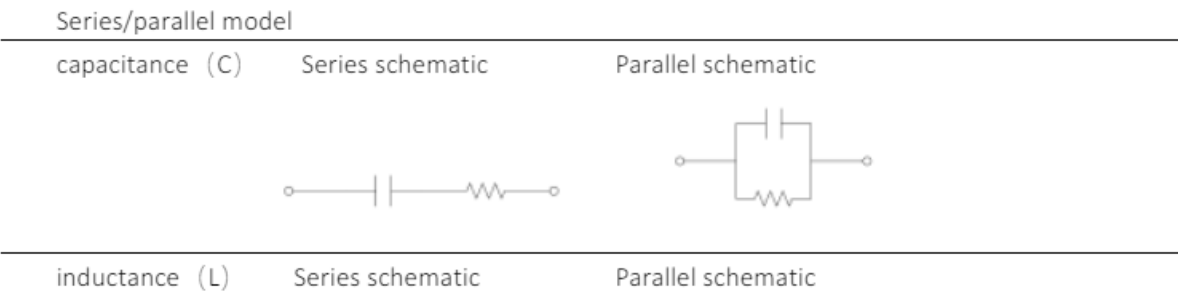 Series/parallel model
capacitance（C） Series schematic Parallel schematic
inductance（L） Series schematic Parallel schematic